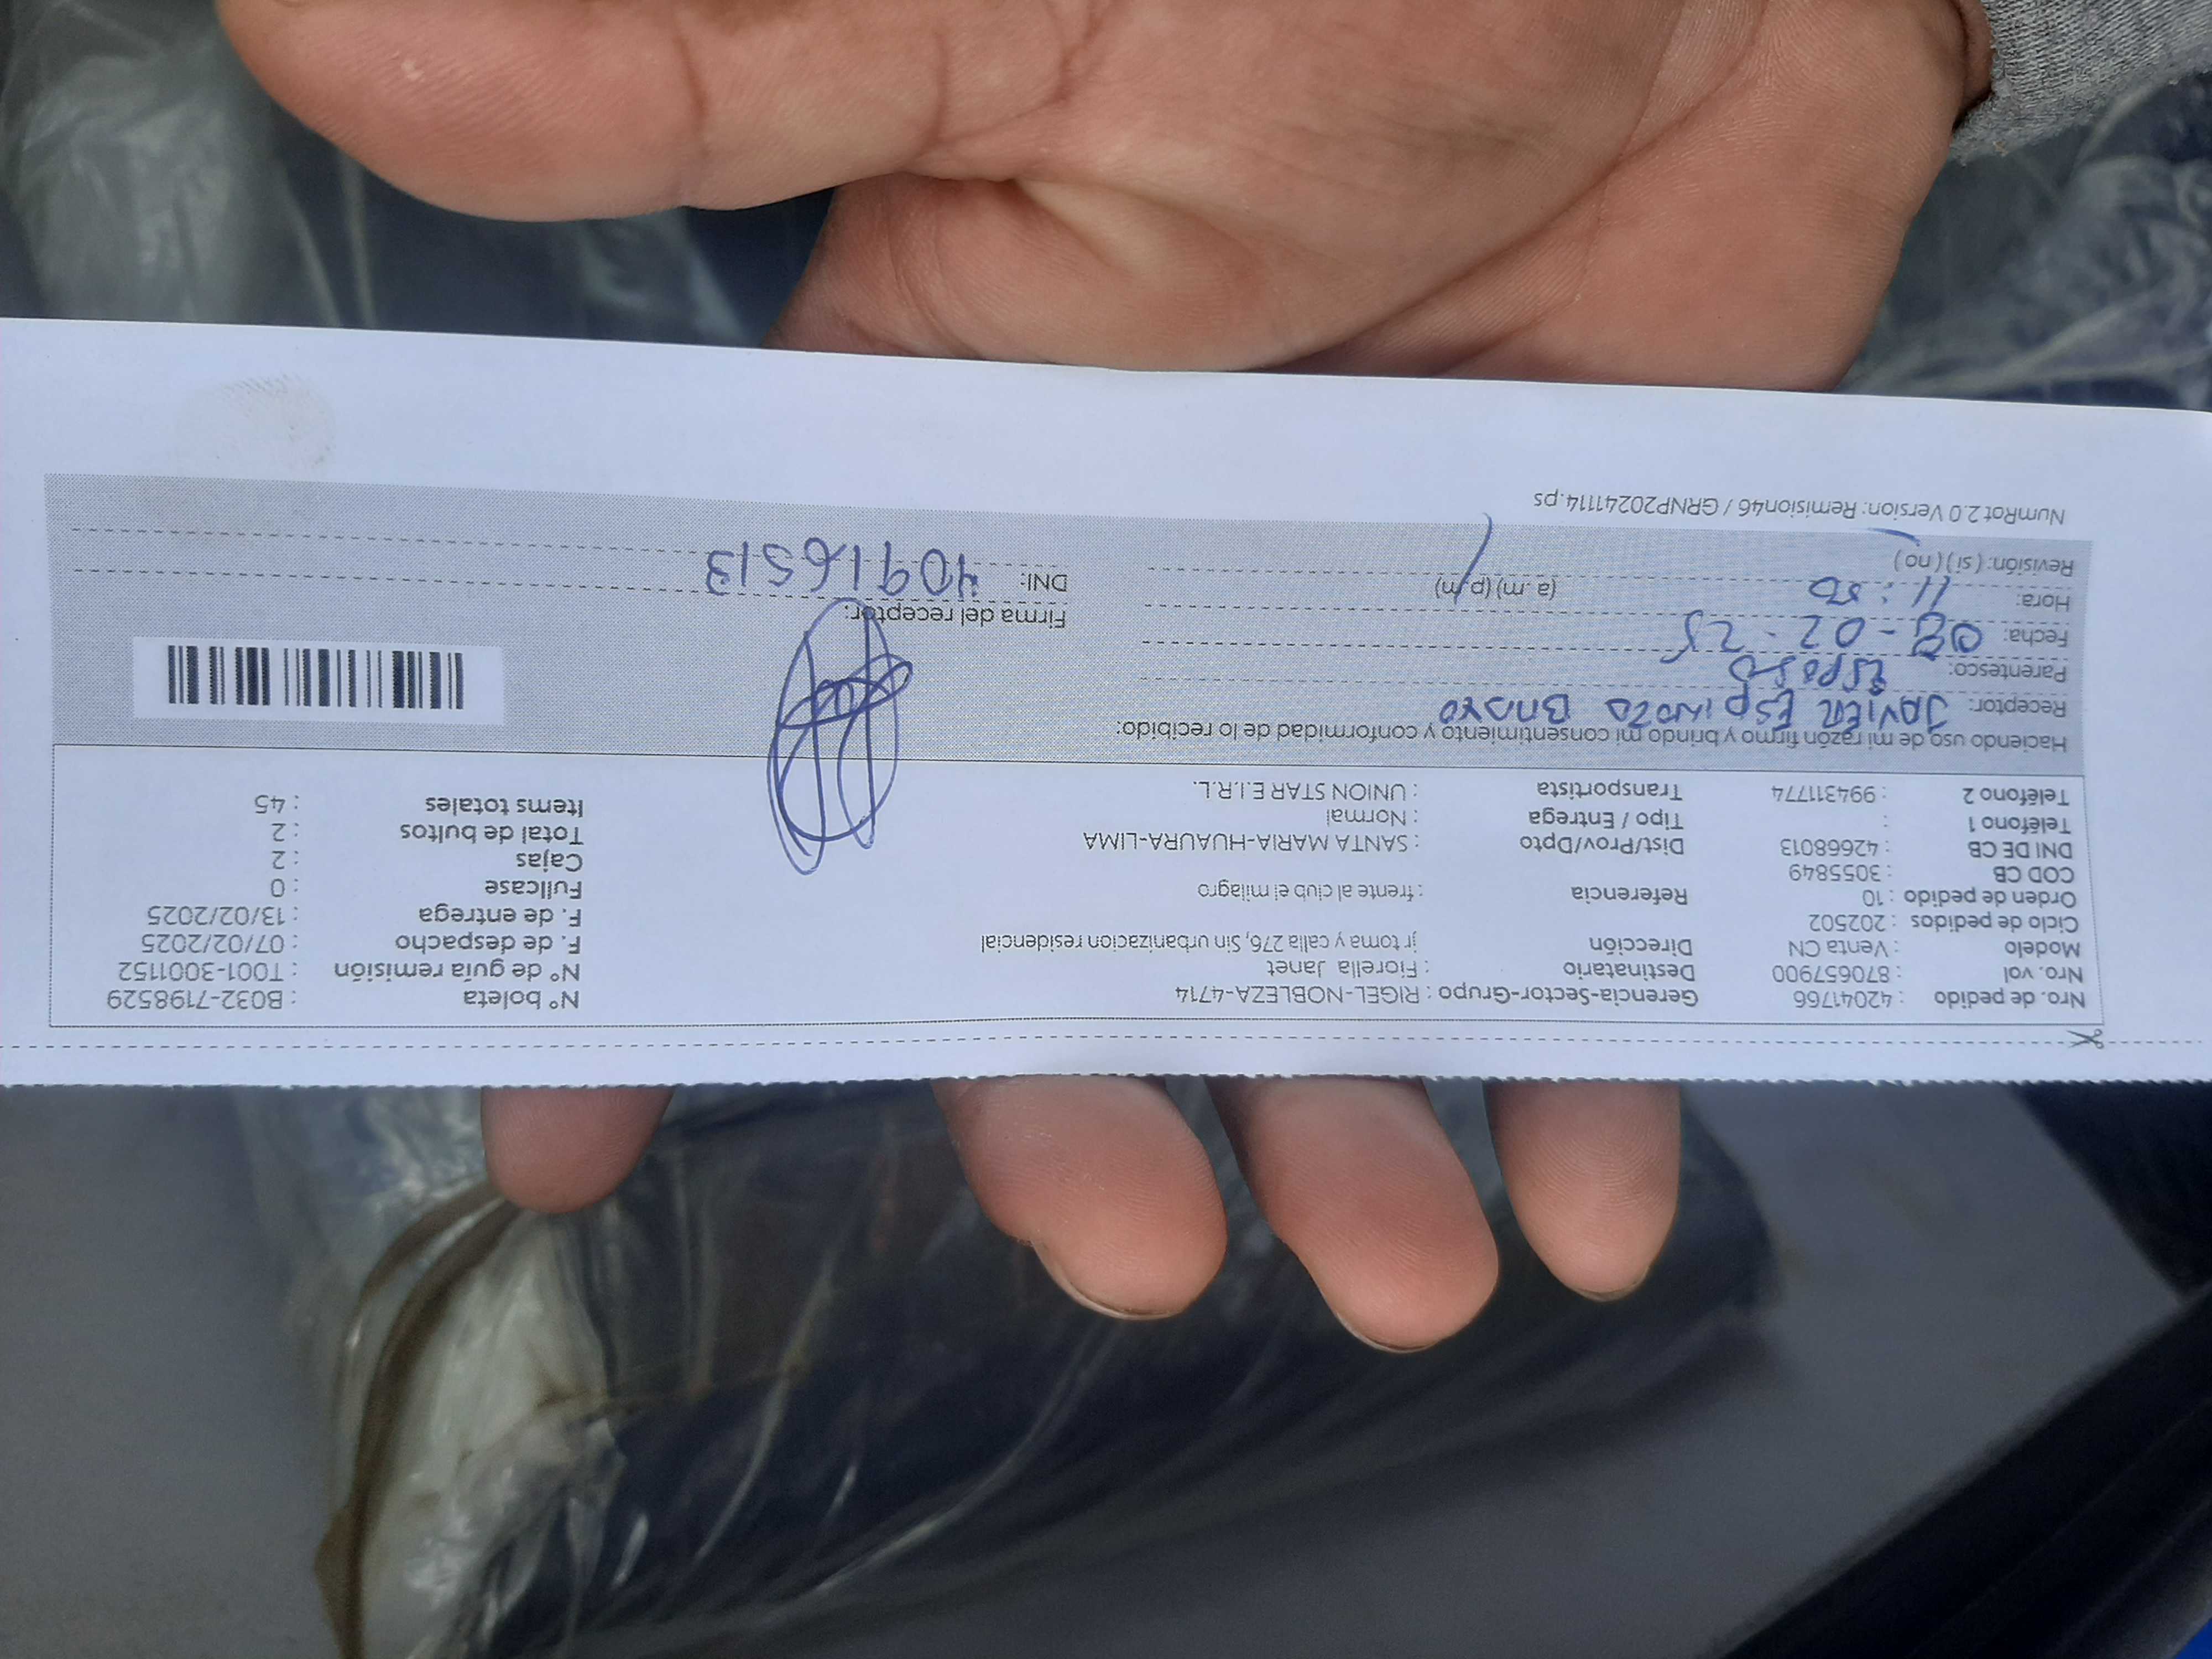 Nro. de pedido : 42041766 Gerencia-Sector-Grupo : RIGEL-NOBLEZA-4714 N° boleta : B032-7198529
Nro. val : 870657900 Destinatario : Fiorella Janet N° de guía remisión : T001-3001152
Modelo : Venta CN Dirección jr toma y calla 276, Sin urbanizacion residencial F. de despacho : 07/02/2025
Ciclo de pedidos : 202502 F. de entrega : 13/02/2025
Orden de pedido : 10 Referencia : frente al club el milagro Fullcase : 0
COD CB : 3055849 Cajas : 2
DNI DE CB : 42668013 Dist/Prov/Dpto : SANTA MARIA-HUAURA-LIMA Total de bultos : 2
Teléfono 1 : Tipo / Entrega : Normal Items totales : 45
Teléfono 2 : 994311774 Transportista : UNION STAR E.I.R.L.
Haciendo uso de mi razón firmo y brindo mi consentimiento y conformidad de lo recibido:
Receptor: JAVIER ESPINOZA BRAVO
Parentesco: ESPOSO
Fecha: 08-02-25 Firma del receptor:
Hora: 11:50 (a.m) (p.m) DNI: 40916513
Revisión: (si) (no)
NumRot 2.0 Version: Remision46 / GRNP20241114.ps